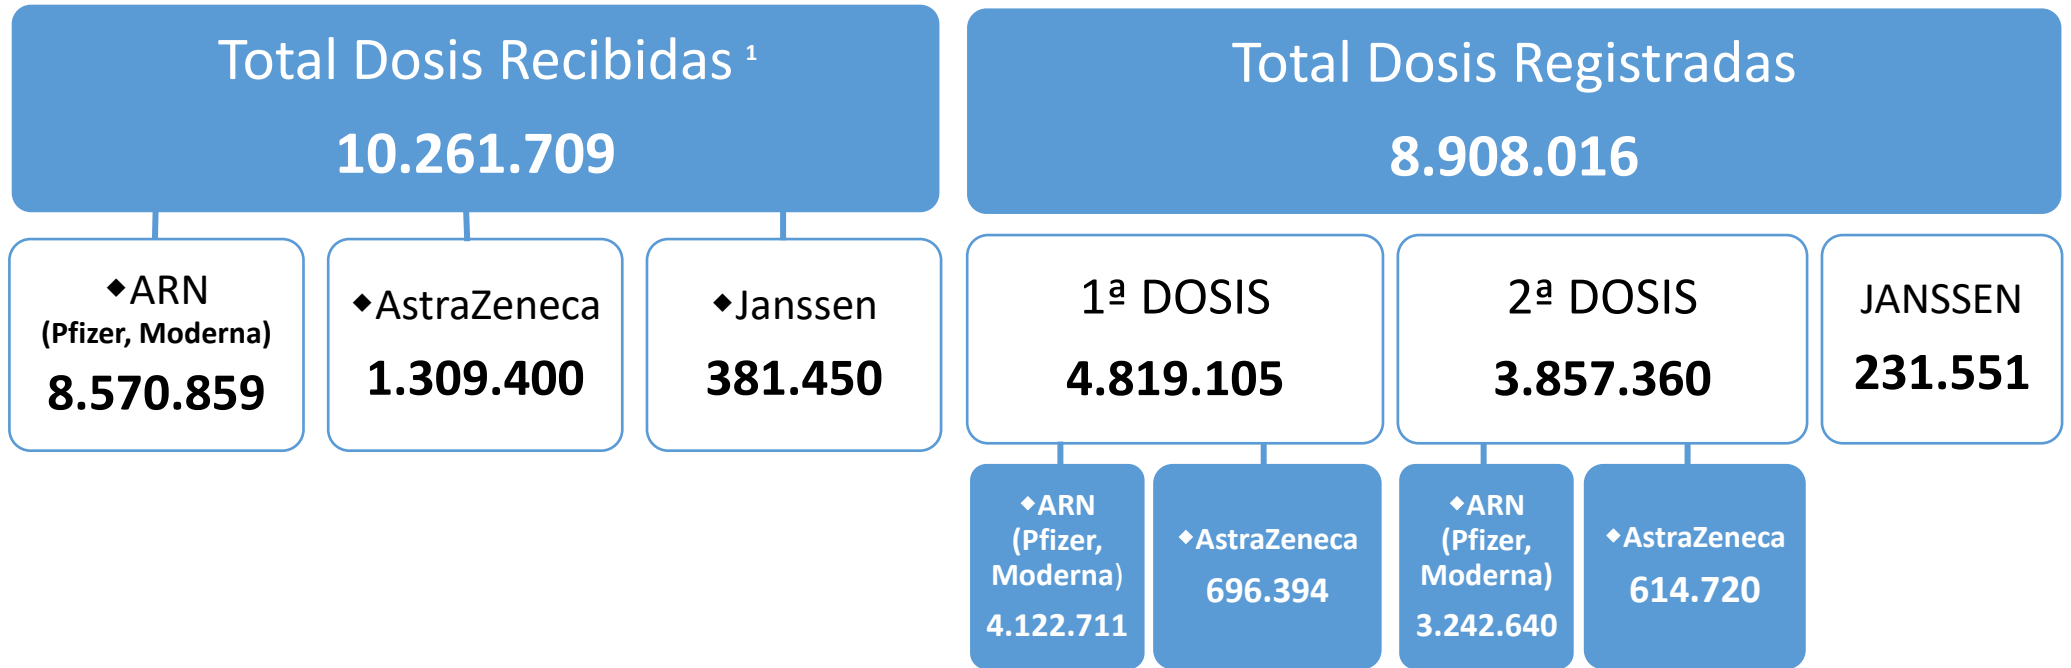 Total Dosis Recibidas ¹
10.261.709
◆ARN
(Pfizer, Moderna)
8.570.859
◆AstraZeneca
1.309.400
◆Janssen
381.450
Total Dosis Registradas
8.908.016
1ª DOSIS
4.819.105
2ª DOSIS
3.857.360
JANSSEN
231.551
◆ARN
(Pfizer,
Moderna)
4.122.711
◆AstraZeneca
696.394
◆ARN
(Pfizer,
Moderna)
3.242.640
◆AstraZeneca
614.720